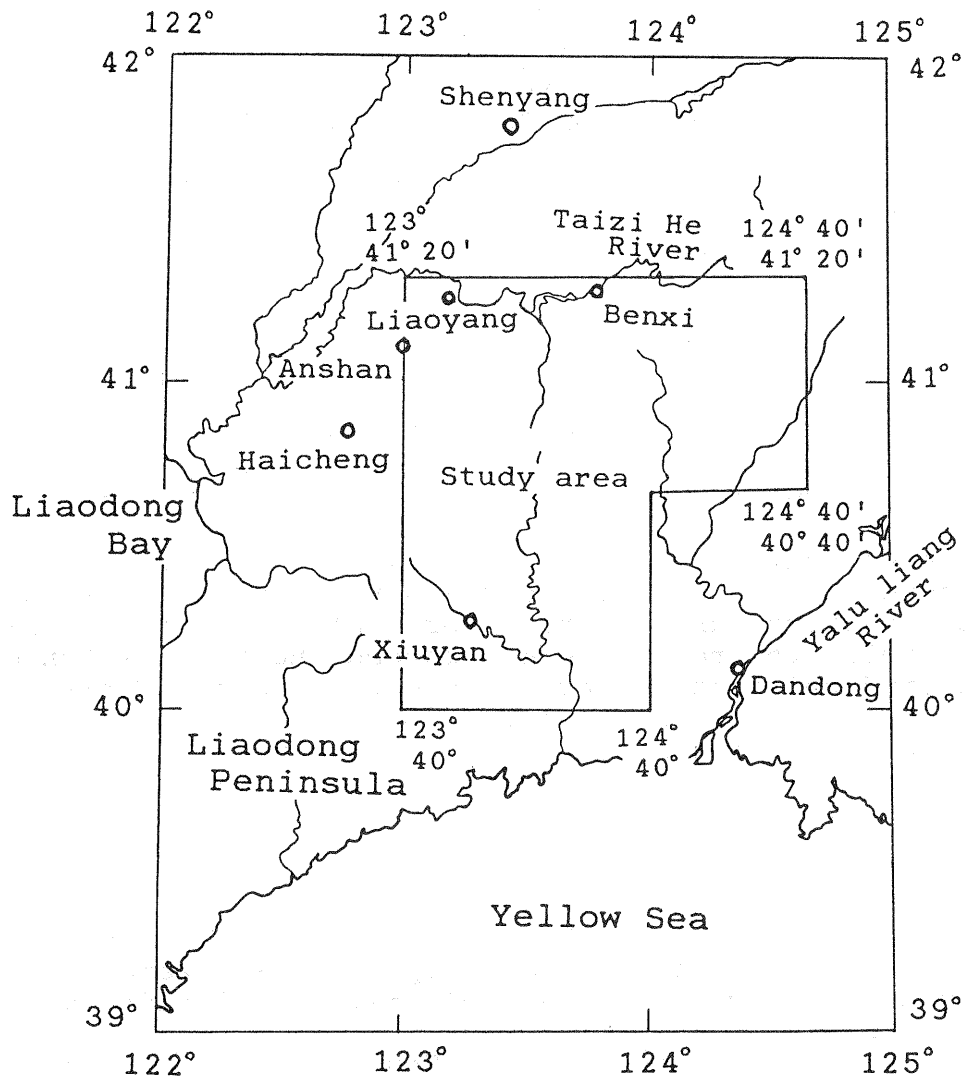 122°
123°
124°
125°
42°
42°
Shenyang
123°
41° 20'
Taizi He
River
124° 40'
41° 20'
Liaoyang
Benxi
Anshan
41°
41°
Haicheng
Study area
Liaodong
Bay
124° 40'
40° 40'
Yalu liang
River
Xiuyan
Dandong
40°
40°
123°
40°
124°
40°
Liaodong
Peninsula
Yellow Sea
39°
39°
122°
123°
124°
125°